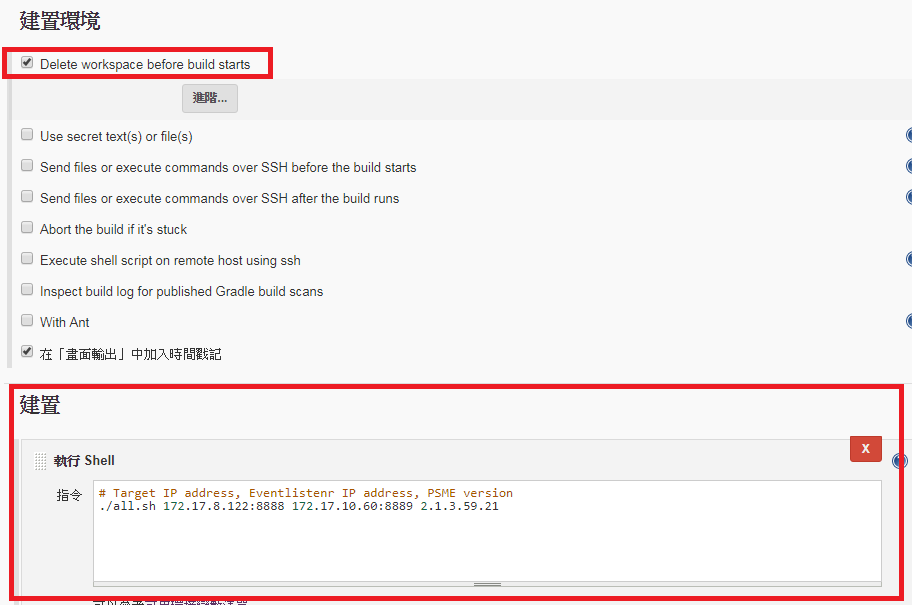 建置環境
Delete workspace before build starts
進階...
Use secret text(s) or file(s)
Send files or execute commands over SSH before the build starts
Send files or execute commands over SSH after the build runs
Abort the build if it's stuck
Execute shell script on remote host using ssh
Inspect build log for published Gradle build scans
With Ant
在「畫面輸出」中加入時間戳記
建置
X
執行 Shell
指令
# Target IP address, Eventlistenr IP address, PSME version
./all.sh 172.17.8.122:8888 172.17.10.60:8889 2.1.3.59.21